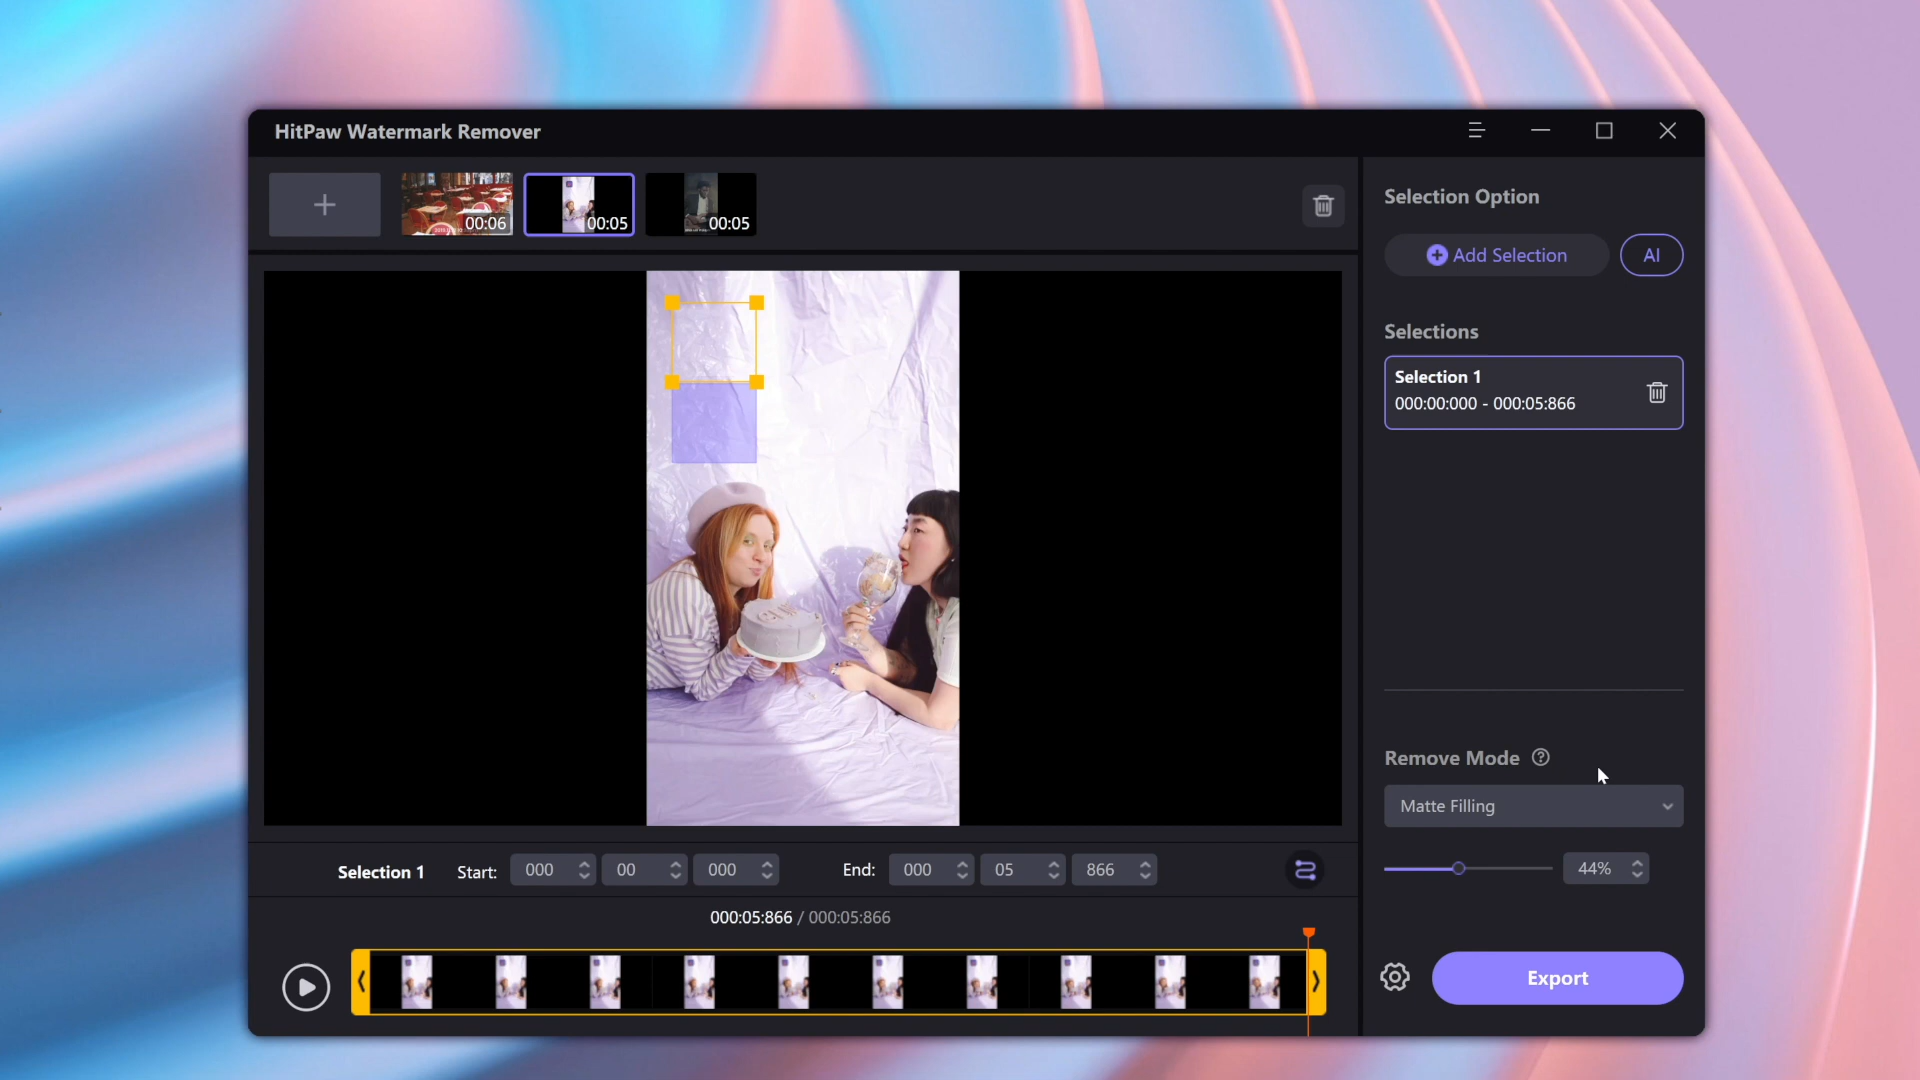 HitPaw Watermark Remover
00:06
00:05
00:05
Selection Option
Add Selection
AI
Selections
Selection 1
000:00:000 - 000:05:866
Remove Mode
Matte Filling
44%
Selection 1
Start:
000
00
000
End:
000
05
866
000:05:866 / 000:05:866
Export